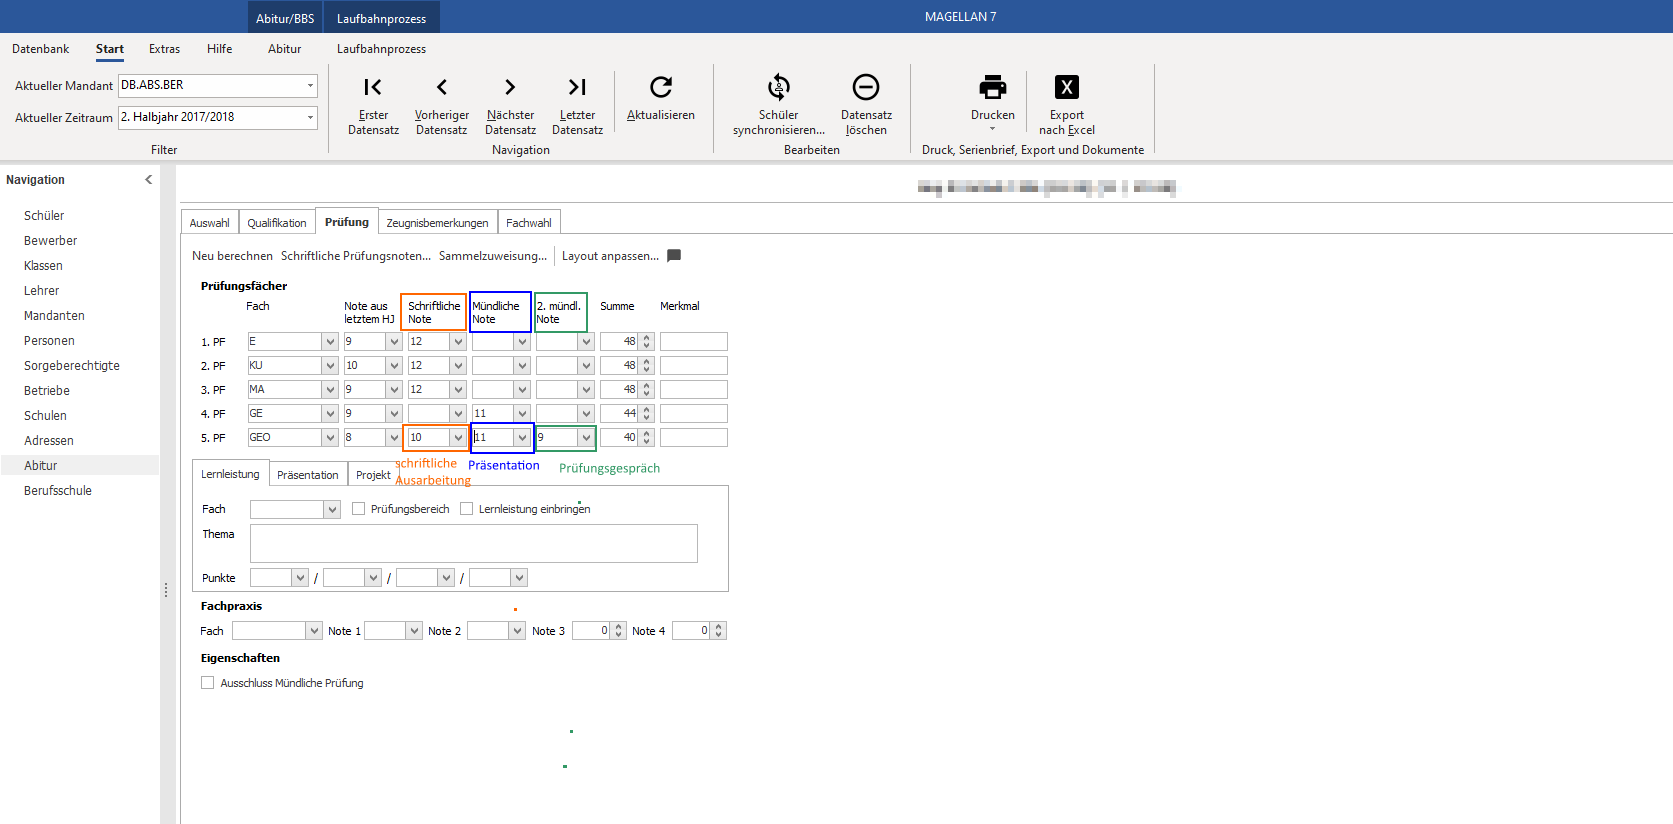 Abitur/BBS Laufbahnprozess MAGELLAN 7
Datenbank Start Extras Hilfe Abitur Laufbahnprozess
Aktueller Mandant DB.ABS.BER
Aktueller Zeitraum 2. Halbjahr 2017/2018
Filter
Erster Datensatz
Vorheriger Datensatz
Nächster Datensatz
Letzter Datensatz
Aktualisieren
Navigation
Schüler synchronisieren...
Datensatz löschen
Bearbeiten
Drucken
Export nach Excel
Druck, Serienbrief, Export und Dokumente
Navigation
Schüler
Bewerber
Klassen
Lehrer
Mandanten
Personen
Sorgeberechtigte
Betriebe
Schulen
Adressen
Abitur
Berufsschule
Auswahl Qualifikation Prüfung Zeugnisbemerkungen Fachwahl
Neu berechnen Schriftliche Prüfungsnoten... Sammelzuweisung... Layout anpassen...
Prüfungsfächer
Fach Note aus Schriftliche Mündliche 2. mündl. Summe Merkmal
letztem HJ Note Note Note
1. PF E 9 12 48
2. PF KU 10 12 48
3. PF MA 9 12 48
4. PF GE 9 11 44
5. PF GEO 8 10 11 9 40
schriftliche Präsentation Prüfungsgespräch
Ausarbeitung
Lernleistung Präsentation Projekt
Fach Prüfungsbereich Lernleistung einbringen
Thema
Punkte / / /
Fachpraxis
Fach Note 1 Note 2 Note 3 0 Note 4 0
Eigenschaften
Ausschluss Mündliche Prüfung